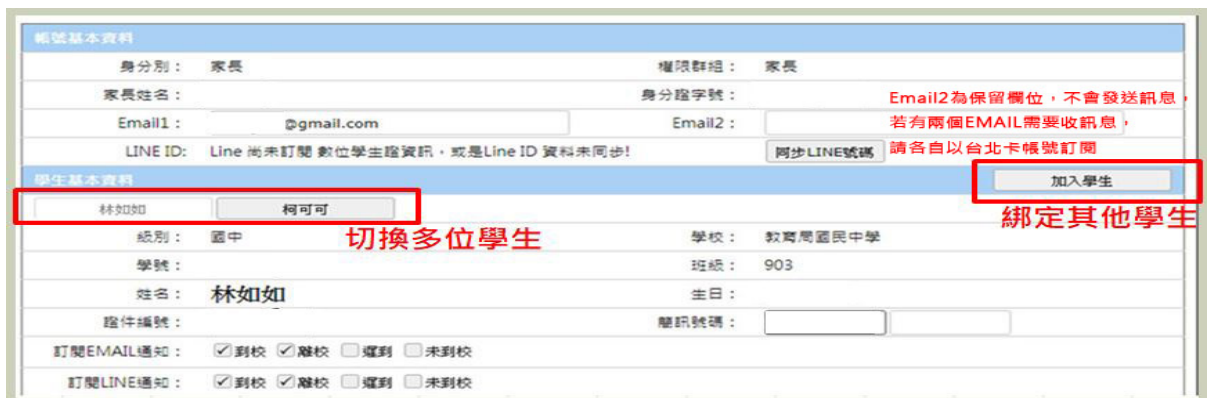 帳號基本資料
身分別： 家長 權限群組： 家長
家長姓名： 身分證字號：
Email2為保留欄位，不會發送訊息，
Email1： @gmail.com Email2： 若有兩個EMAIL需要收訊息，
LINE ID: Line 尚未訂閱 數位學生證資訊，或是Line ID 資料未同步! 同步LINE號碼 請各自以台北卡帳號訂閱
學生基本資料 加入學生
林如如 柯可可 綁定其他學生
級別： 國中 切換多位學生 學校： 教育局國民中學
學號： 班級： 903
姓名： 林如如 生日：
證件編號： 簡訊號碼：
訂閱EMAIL通知： 到校 離校 遲到 未到校
訂閱LINE通知： 到校 離校 遲到 未到校